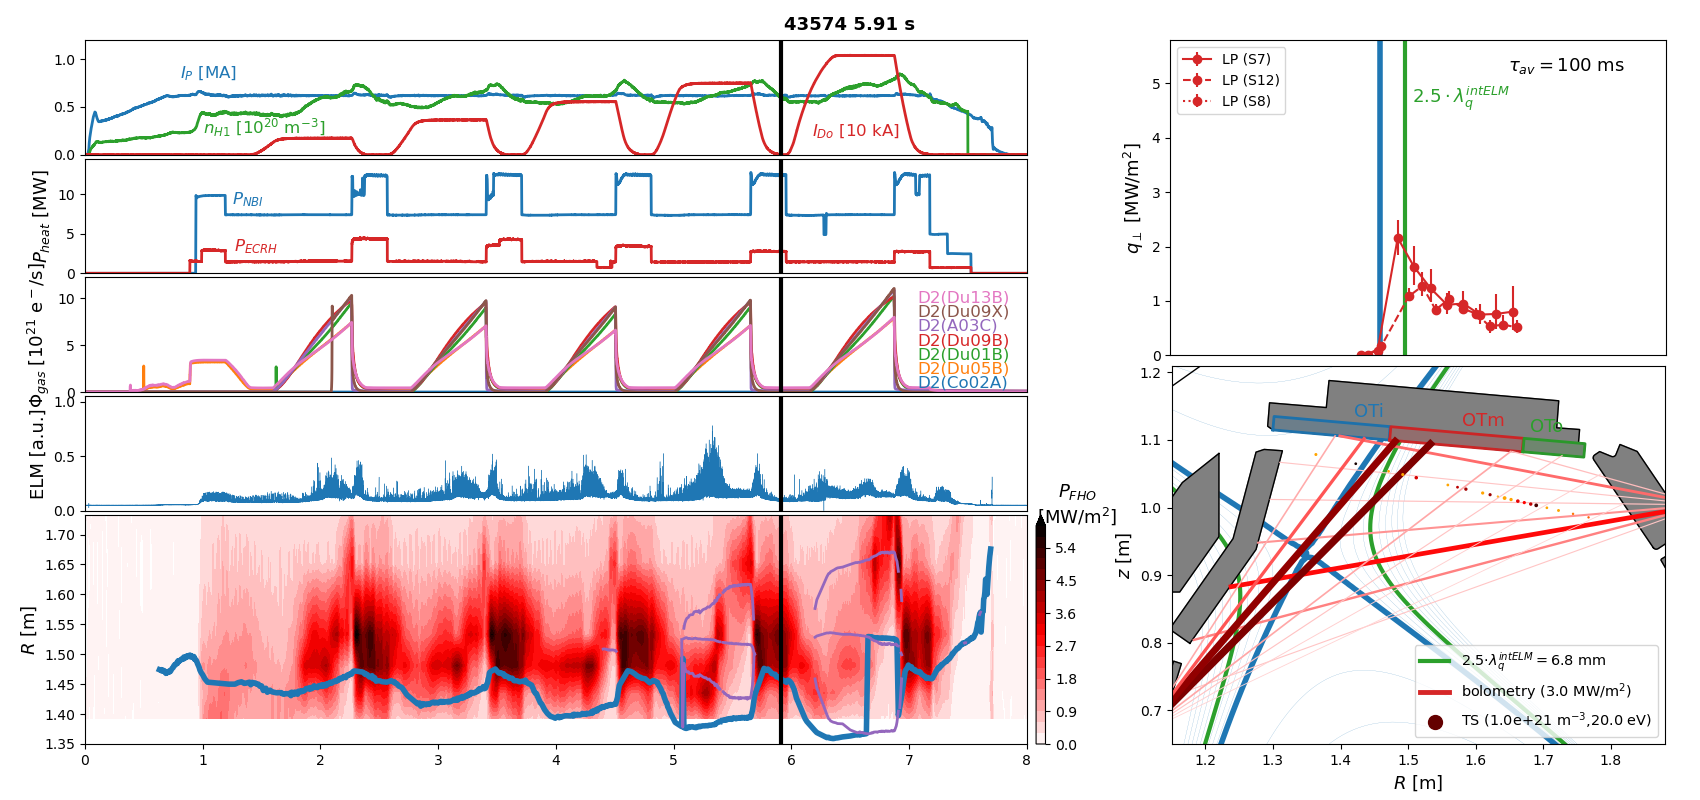 43574 5.91 s
1.0
0.5
0.0
I_P [MA]
n_H1 [10^20 m^-3]
I_Do [10 kA]
10
5
0
P_heat [MW]
P_NBI
P_ECRH
10
5
0
Φ_gas [10^21 e^-/s]
D2(Du13B)
D2(Du09X)
D2(A03C)
D2(Du09B)
D2(Du01B)
D2(Du05B)
D2(Co02A)
1.0
0.5
0.0
ELM [a.u.]
1.70
1.65
1.60
1.55
1.50
1.45
1.40
1.35
R [m]
0 1 2 3 4 5 6 7 8
P_FHO
[MW/m^2]
5.4
4.5
3.6
2.7
1.8
0.9
0.0
LP (S7)
LP (S12)
LP (S8)
τ_av = 100 ms
2.5 · λ_q^intELM
5
4
3
2
1
0
q_⊥ [MW/m^2]
1.2
1.1
1.0
0.9
0.8
0.7
z [m]
OTi
OTm
OTo
2.5·λ_q^intELM = 6.8 mm
bolometry (3.0 MW/m^2)
TS (1.0e+21 m^-3,20.0 eV)
1.2 1.3 1.4 1.5 1.6 1.7 1.8
R [m]